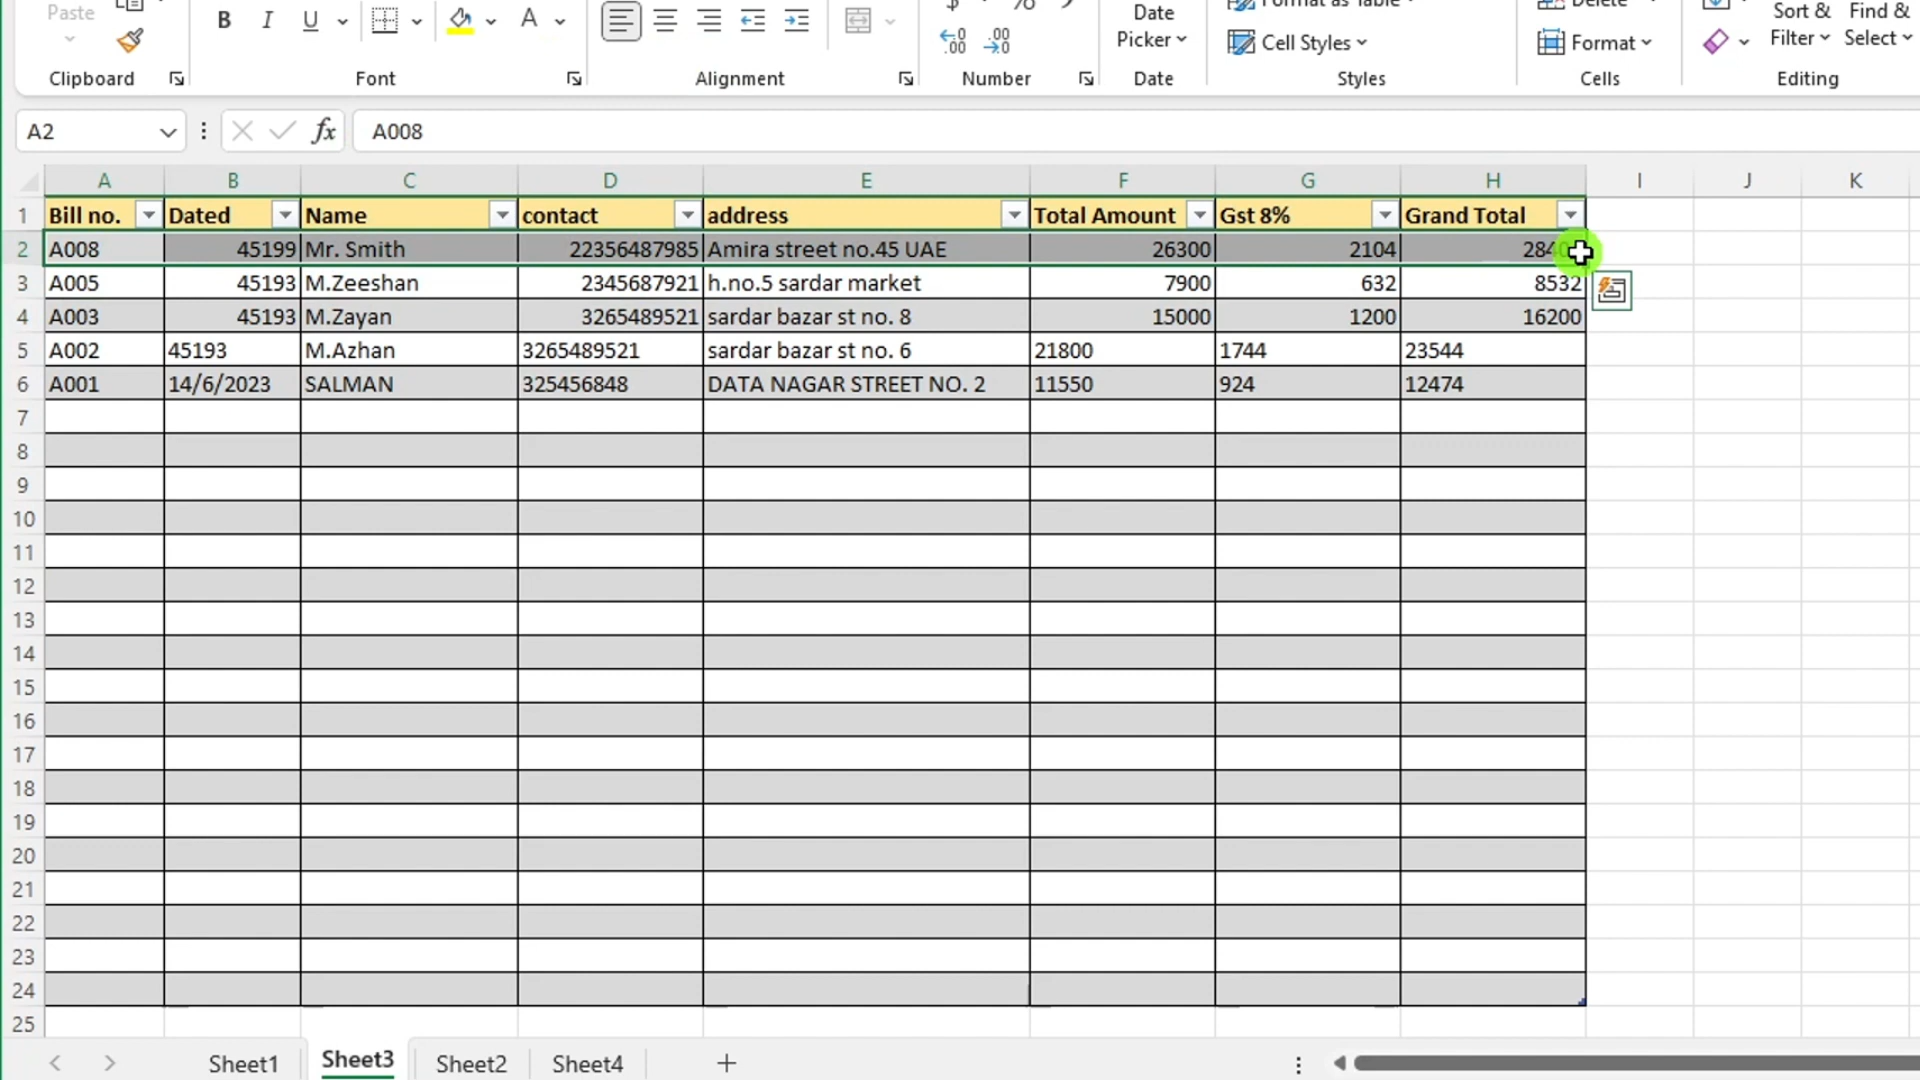 Paste
B I U A
Date
Picker
Cell Styles
Format
Sort &
Filter
Find &
Select
Clipboard Font Alignment Number Date Styles Cells Editing
A2 fx A008
A B C D E F G H I J K
1 Bill no. Dated Name contact address Total Amount Gst 8% Grand Total
2 A008 45199 Mr. Smith 22356487985 Amira street no.45 UAE 26300 2104
3 A005 45193 M.Zeeshan 2345687921 h.no.5 sardar market 7900 632 8532
4 A003 45193 M.Zayan 3265489521 sardar bazar st no. 8 15000 1200 16200
5 A002 45193 M.Azhan 3265489521 sardar bazar st no. 6 21800 1744 23544
6 A001 14/6/2023 SALMAN 325456848 DATA NAGAR STREET NO. 2 11550 924 12474
7
8
9
10
11
12
13
14
15
16
17
18
19
20
21
22
23
24
25
Sheet1 Sheet3 Sheet2 Sheet4 +